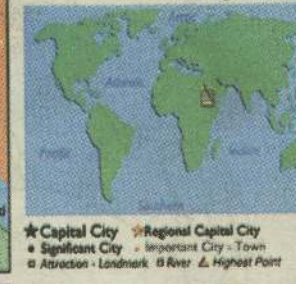 Arctic
Atlantic
Pacific
Indian
Southern
d
★Capital City ☆Regional Capital City
• Significant City • Important City - Town
◘ Attraction - Landmark ◘ River ▲ Highest Point